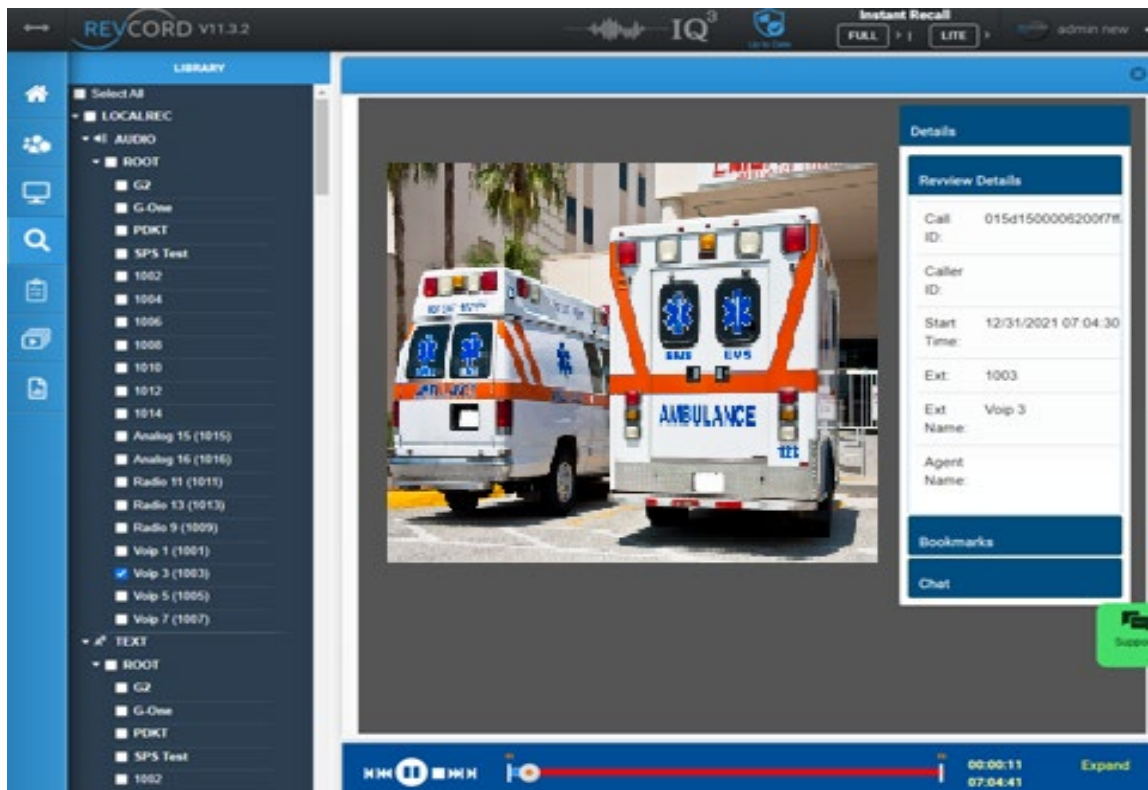 REVCORD V11.3.2
IQ³
Up to Date
Instant Recall
FULL
LITE
admin new
LIBRARY
Select All
LOCALREC
AUDIO
ROOT
G2
G-One
PDKT
SPS Test
1002
1004
1006
1008
1010
1012
1014
Analog 15 (1015)
Analog 16 (1016)
Radio 11 (1011)
Radio 13 (1013)
Radio 9 (1009)
Voip 1 (1001)
Voip 3 (1003)
Voip 5 (1005)
Voip 7 (1007)
TEXT
ROOT
G2
G-One
PDKT
SPS Test
1002
AMBULANCE
AMBULANCE
123
Details
Revview Details
Call ID:
Caller ID:
Start Time: 12/31/2021 07:04:30
Ext: 1003
Ext Name: Voip 3
Agent Name:
Bookmarks
Chat
00:00:11
07:04:41
Expand